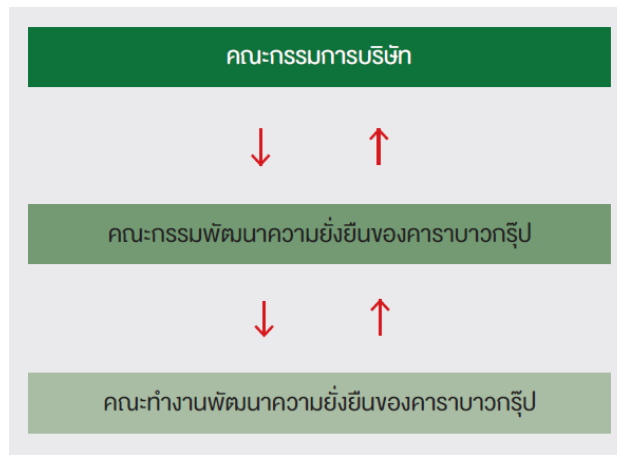 คณะกรรมการบริษัท
คณะกรรมพัฒนาความยั่งยืนของคาราบาวกรุ๊ป
คณะทำงานพัฒนาความยั่งยืนของคาราบาวกรุ๊ป